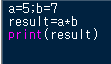 a=5;b=7
result=a*b
print(result)